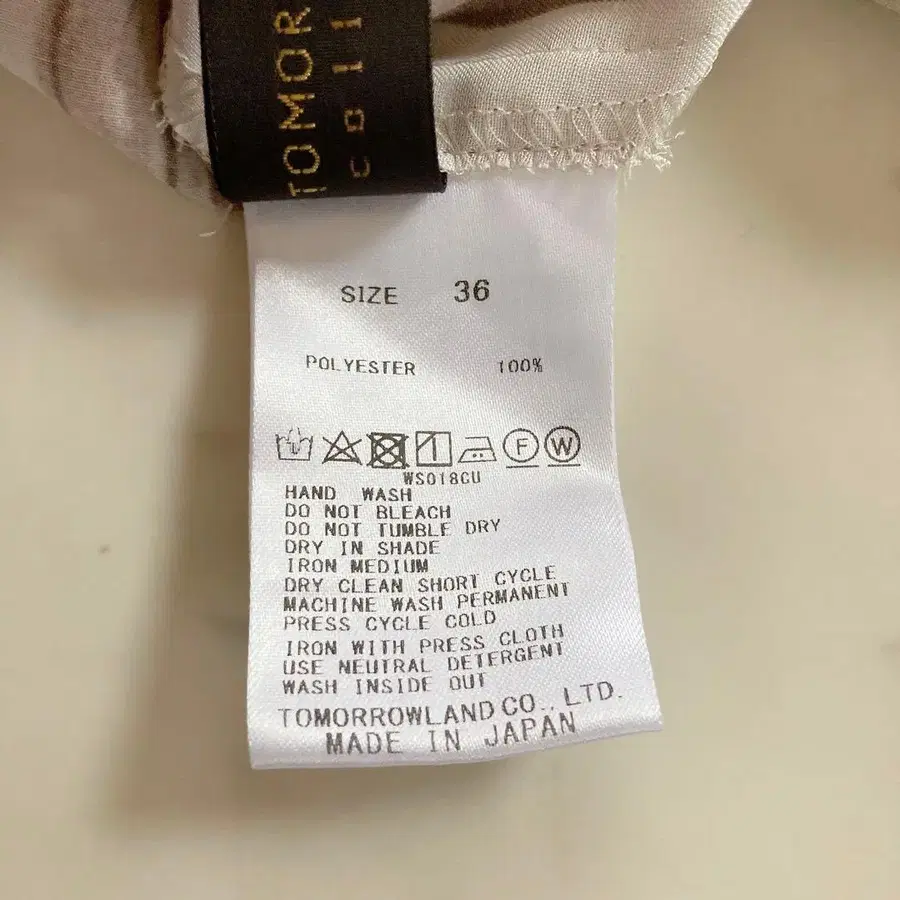 TOMOR
coll
SIZE 36
POLYESTER 100%
F W
WS018CU
HAND WASH
DO NOT BLEACH
DO NOT TUMBLE DRY
DRY IN SHADE
IRON MEDIUM
DRY CLEAN SHORT CYCLE
MACHINE WASH PERMANENT
PRESS CYCLE COLD
IRON WITH PRESS CLOTH
USE NEUTRAL DETERGENT
WASH INSIDE OUT
TOMORROWLAND CO., LTD.
MADE IN JAPAN